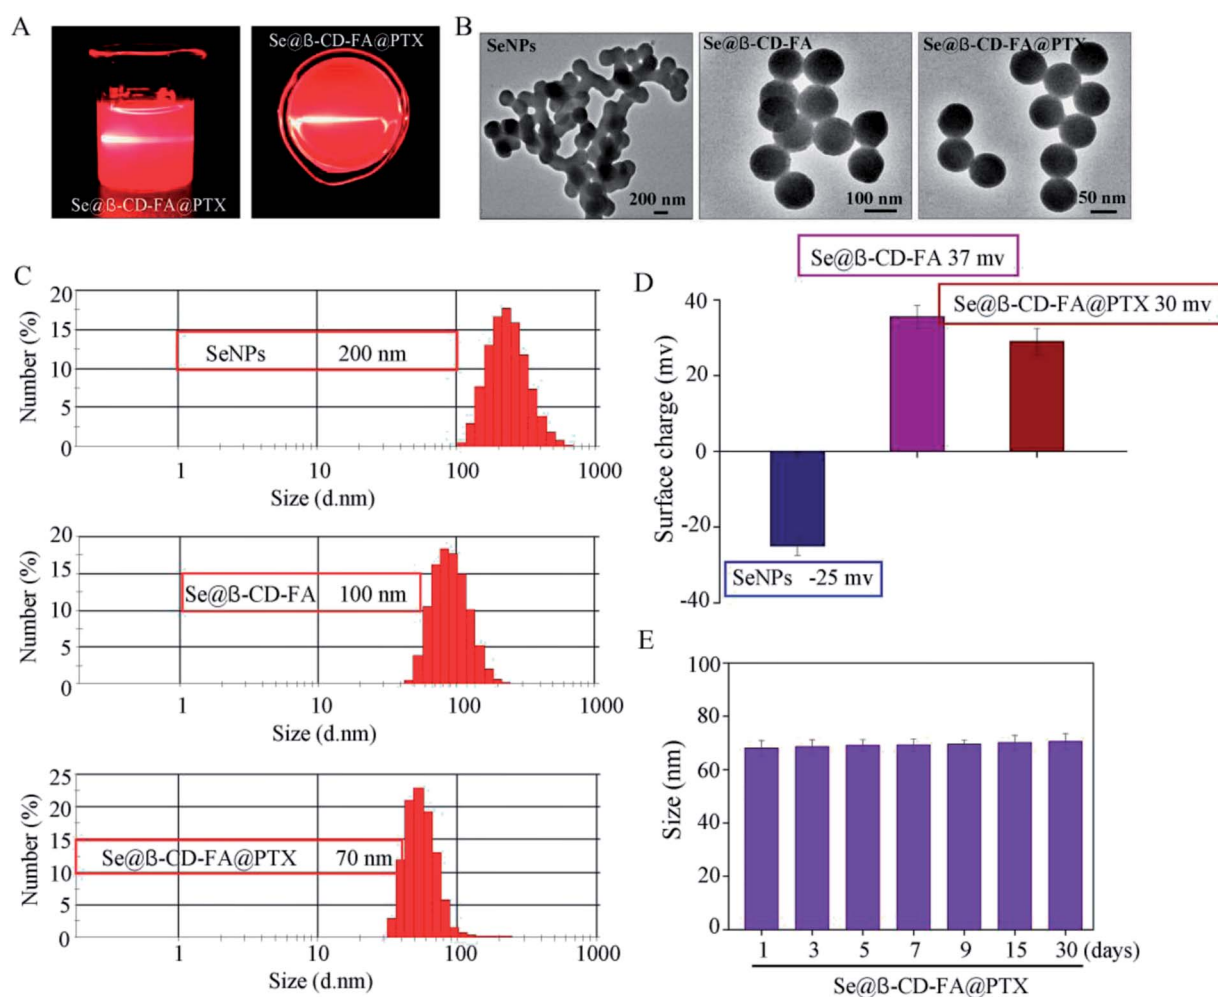 A
Se@ß-CD-FA@PTX
Se@ß-CD-FA@PTX
B
SeNPs
200 nm
Se@ß-CD-FA
100 nm
Se@ß-CD-FA@PTX
50 nm
C
Number (%)
20
15
10
5
0
SeNPs 200 nm
1 10 100 1000
Size (d.nm)
Number (%)
20
15
10
5
0
Se@ß-CD-FA 100 nm
1 10 100 1000
Size (d.nm)
Number (%)
25
20
15
10
5
0
Se@ß-CD-FA@PTX 70 nm
1 10 100 1000
Size (d.nm)
D
Se@ß-CD-FA 37 mv
Se@ß-CD-FA@PTX 30 mv
Surface charge (mv)
40
20
0
-20
-40
SeNPs -25 mv
E
Size (nm)
100
80
60
40
20
0
1 3 5 7 9 15 30 (days)
Se@ß-CD-FA@PTX